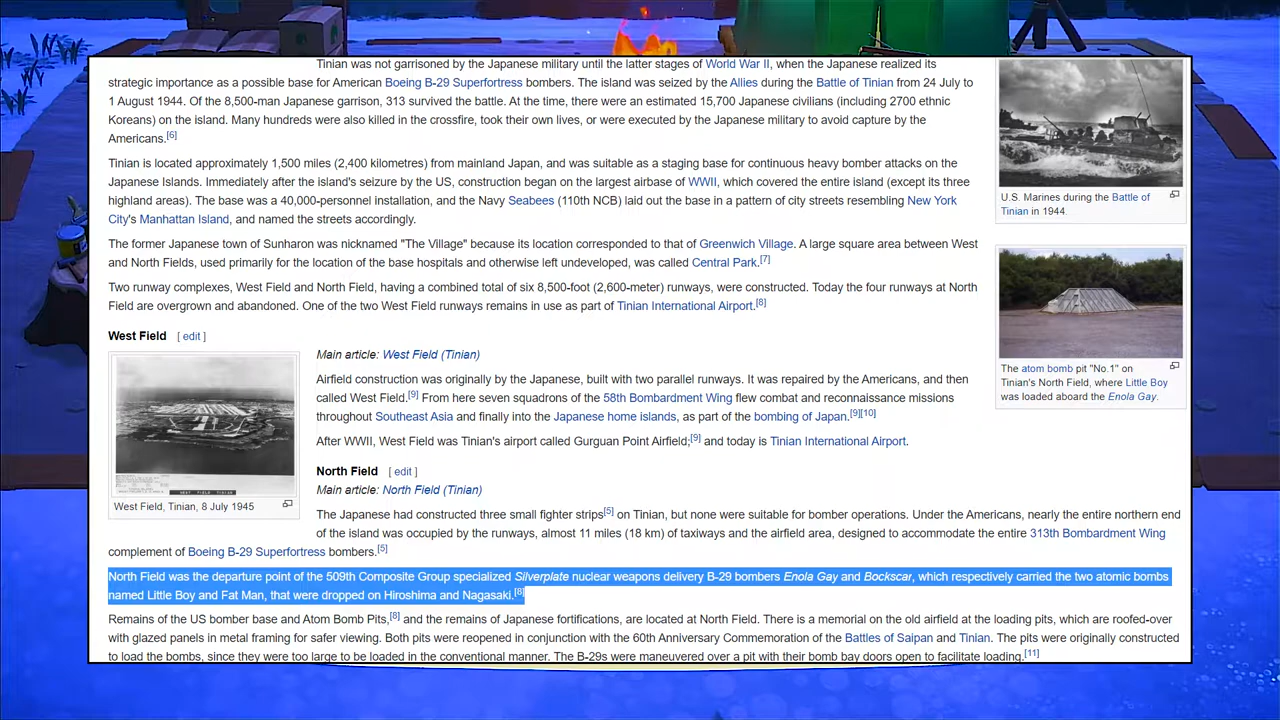 Tinian was not garrisoned by the Japanese military until the latter stages of World War II, when the Japanese realized its
strategic importance as a possible base for American Boeing B-29 Superfortress bombers. The island was seized by the Allies during the Battle of Tinian from 24 July to
1 August 1944. Of the 8,500-man Japanese garrison, 313 survived the battle. At the time, there were an estimated 15,700 Japanese civilians (including 2700 ethnic
Koreans) on the island. Many hundreds were also killed in the crossfire, took their own lives, or were executed by the Japanese military to avoid capture by the
Americans.[6]
Tinian is located approximately 1,500 miles (2,400 kilometres) from mainland Japan, and was suitable as a staging base for continuous heavy bomber attacks on the
Japanese Islands. Immediately after the island's seizure by the US, construction began on the largest airbase of WWII, which covered the entire island (except its three
highland areas). The base was a 40,000-personnel installation, and the Navy Seabees (110th NCB) laid out the base in a pattern of city streets resembling New York
City's Manhattan Island, and named the streets accordingly.
The former Japanese town of Sunharon was nicknamed "The Village" because its location corresponded to that of Greenwich Village. A large square area between West
and North Fields, used primarily for the location of the base hospitals and otherwise left undeveloped, was called Central Park.[7]
Two runway complexes, West Field and North Field, having a combined total of six 8,500-foot (2,600-meter) runways, were constructed. Today the four runways at North
Field are overgrown and abandoned. One of the two West Field runways remains in use as part of Tinian International Airport.[8]
U.S. Marines during the Battle of
Tinian in 1944.
The atom bomb pit "No.1" on
Tinian's North Field, where Little Boy
was loaded aboard the Enola Gay.
West Field [ edit ]
WEST FIELD TINIAN
West Field, Tinian, 8 July 1945
Main article: West Field (Tinian)
Airfield construction was originally by the Japanese, built with two parallel runways. It was repaired by the Americans, and then
called West Field.[9] From here seven squadrons of the 58th Bombardment Wing flew combat and reconnaissance missions
throughout Southeast Asia and finally into the Japanese home islands, as part of the bombing of Japan.[9][10]
After WWII, West Field was Tinian's airport called Gurguan Point Airfield;[9] and today is Tinian International Airport.
North Field [ edit ]
Main article: North Field (Tinian)
The Japanese had constructed three small fighter strips[5] on Tinian, but none were suitable for bomber operations. Under the Americans, nearly the entire northern end
of the island was occupied by the runways, almost 11 miles (18 km) of taxiways and the airfield area, designed to accommodate the entire 313th Bombardment Wing
complement of Boeing B-29 Superfortress bombers.[5]
North Field was the departure point of the 509th Composite Group specialized Silverplate nuclear weapons delivery B-29 bombers Enola Gay and Bockscar, which respectively carried the two atomic bombs
named Little Boy and Fat Man, that were dropped on Hiroshima and Nagasaki.[8]
Remains of the US bomber base and Atom Bomb Pits,[8] and the remains of Japanese fortifications, are located at North Field. There is a memorial on the old airfield at the loading pits, which are roofed-over
with glazed panels in metal framing for safer viewing. Both pits were reopened in conjunction with the 60th Anniversary Commemoration of the Battles of Saipan and Tinian. The pits were originally constructed
to load the bombs, since they were too large to be loaded in the conventional manner. The B-29s were maneuvered over a pit with their bomb bay doors open to facilitate loading.[11]